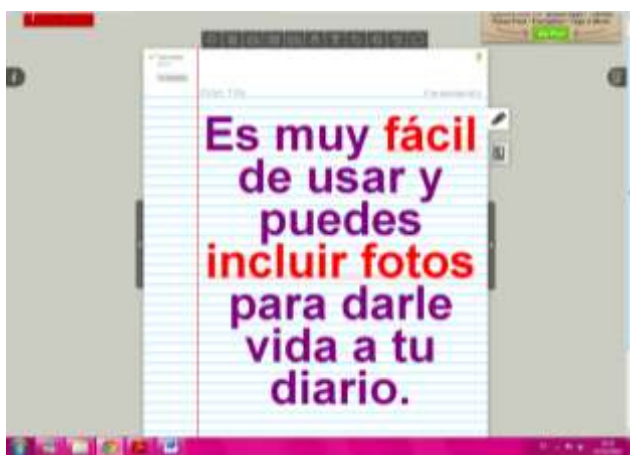 Es muy fácil
de usar y
puedes
incluir fotos
para darle
vida a tu
diario.